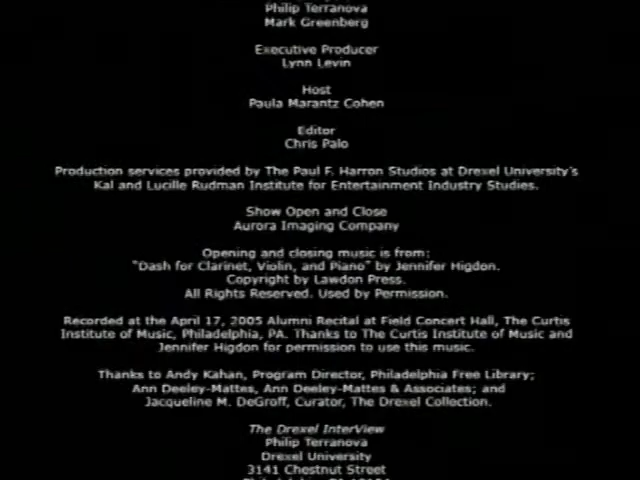 Philip Terranova
Mark Greenberg
Executive Producer
Lynn Levin
Host
Paula Marantz Cohen
Editor
Chris Palo
Production services provided by The Paul F. Harron Studios at Drexel University's
Kal and Lucille Rudman Institute for Entertainment Industry Studies.
Show Open and Close
Aurora Imaging Company
Opening and closing music is from:
"Dash for Clarinet, Violin, and Piano" by Jennifer Higdon.
Copyright by Lawdon Press.
All Rights Reserved. Used by Permission.
Recorded at the April 17, 2005 Alumni Recital at Field Concert Hall, The Curtis
Institute of Music, Philadelphia, PA. Thanks to The Curtis Institute of Music and
Jennifer Higdon for permission to use this music.
Thanks to Andy Kahan, Program Director, Philadelphia Free Library;
Ann Deeley-Mattes, Ann Deeley-Mattes & Associates; and
Jacqueline M. DeGroff, Curator, The Drexel Collection.
The Drexel InterView
Philip Terranova
Drexel University
3141 Chestnut Street